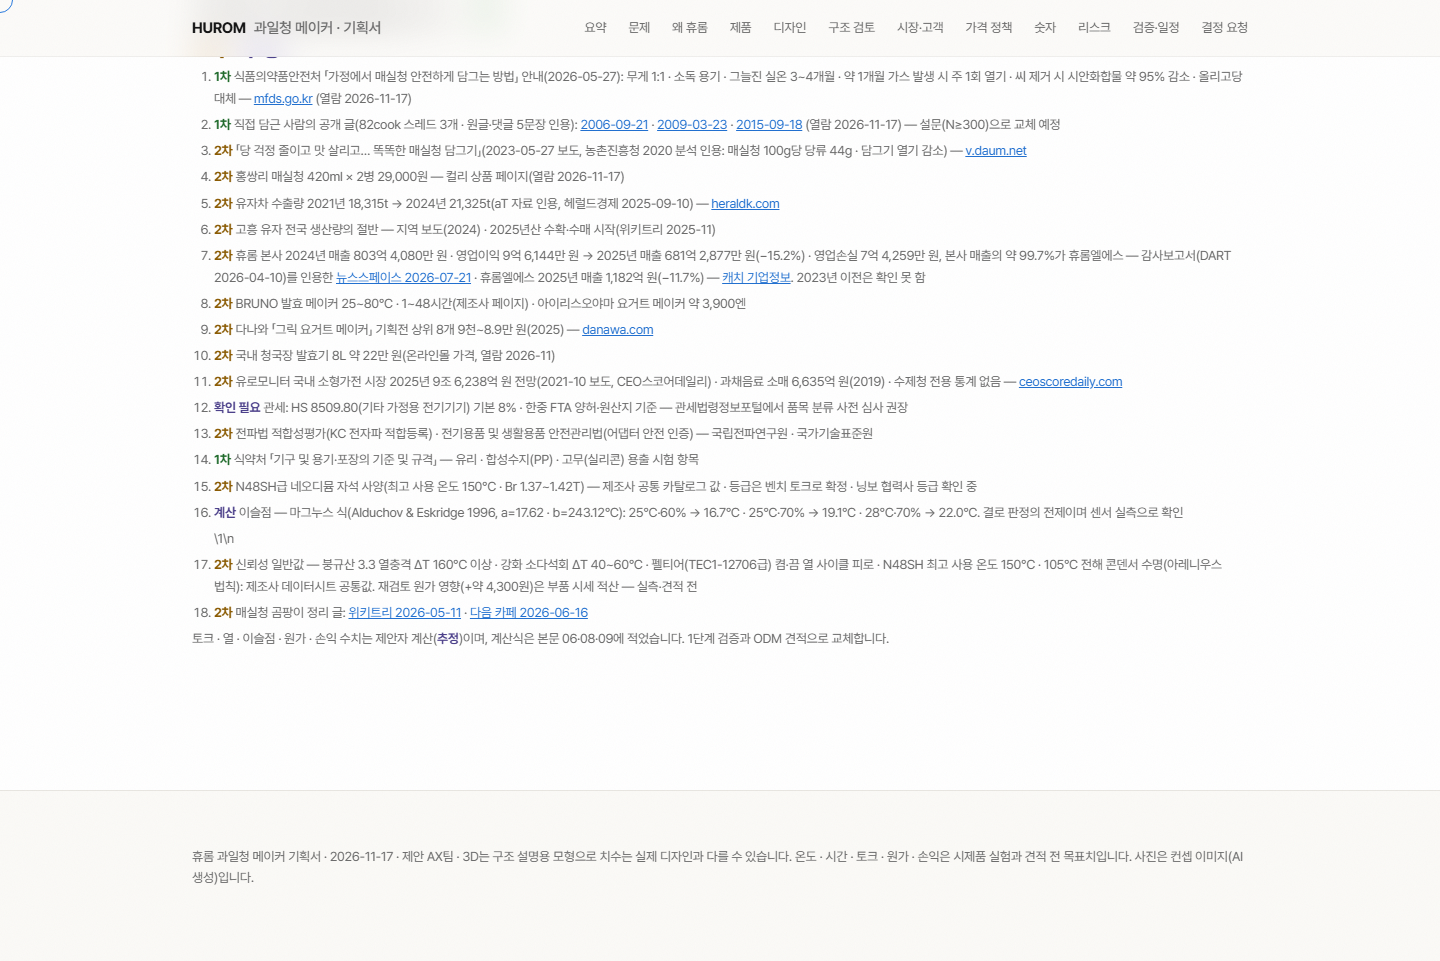 HUROM 과일청 메이커 · 기획서
요약 문제 왜 휴롬 제품 디자인 구조 검토 시장·고객 가격 정책 숫자 리스크 검증·일정 결정 요청
1. 1차 식품의약품안전처 「가정에서 매실청 안전하게 담그는 방법」 안내(2026-05-27): 무게 1:1 · 소독 용기 · 그늘진 실온 3~4개월 · 약 1개월 가스 발생 시 주 1회 열기 · 씨 제거 시 시안화합물 약 95% 감소 · 올리고당
대체 — mfds.go.kr (열람 2026-11-17)
2. 1차 직접 담근 사람의 공개 글(82cook 스레드 3개 · 원글·댓글 5문장 인용): 2006-09-21 · 2009-03-23 · 2015-09-18 (열람 2026-11-17) — 설문(N≥300)으로 교체 예정
3. 2차 「당 걱정 줄이고 맛 살리고... 똑똑한 매실청 담그기」(2023-05-27 보도, 농촌진흥청 2020 분석 인용: 매실청 100g당 당류 44g · 담그기 열기 감소) — v.daum.net
4. 2차 홍쌍리 매실청 420ml × 2병 29,000원 — 컬리 상품 페이지(열람 2026-11-17)
5. 2차 유자차 수출량 2021년 18,315t → 2024년 21,325t(aT 자료 인용, 헤럴드경제 2025-09-10) — heraldk.com
6. 2차 고흥 유자 전국 생산량의 절반 — 지역 보도(2024) · 2025년산 수확·수매 시작(위키트리 2025-11)
7. 2차 휴롬 본사 2024년 매출 803억 4,080만 원 · 영업이익 9억 6,144만 원 → 2025년 매출 681억 2,877만 원(−15.2%) · 영업손실 7억 4,259만 원, 본사 매출의 약 99.7%가 휴롬엘에스 — 감사보고서(DART
2026-04-10)를 인용한 뉴스스페이스 2026-07-21 · 휴롬엘에스 2025년 매출 1,182억 원(−11.7%) — 캐치 기업정보. 2023년 이전은 확인 못 함
8. 2차 BRUNO 발효 메이커 25~80°C · 1~48시간(제조사 페이지) · 아이리스오야마 요거트 메이커 약 3,900엔
9. 2차 다나와 「그릭 요거트 메이커」 기획전 상위 8개 9천~8.9만 원(2025) — danawa.com
10. 2차 국내 청국장 발효기 8L 약 22만 원(온라인몰 가격, 열람 2026-11)
11. 2차 유로모니터 국내 소형가전 시장 2025년 9조 6,238억 원 전망(2021-10 보도, CEO스코어데일리) · 과채음료 소매 6,635억 원(2019) · 수제청 전용 통계 없음 — ceoscoredaily.com
12. 확인 필요 관세: HS 8509.80(기타 가정용 전기기기) 기본 8% · 한중 FTA 양허·원산지 기준 — 관세법령정보포털에서 품목 분류 사전 심사 권장
13. 2차 전파법 적합성평가(KC 전자파 적합등록) · 전기용품 및 생활용품 안전관리법(어댑터 안전 인증) — 국립전파연구원 · 국가기술표준원
14. 1차 식약처 「기구 및 용기·포장의 기준 및 규격」 — 유리 · 합성수지(PP) · 고무(실리콘) 용출 시험 항목
15. 2차 N48SH급 네오디뮴 자석 사양(최고 사용 온도 150°C · Br 1.37~1.42T) — 제조사 공통 카탈로그 값 · 등급은 벤치 토크로 확정 · 닝보 협력사 등급 확인 중
16. 계산 이슬점 — 마그누스 식(Alduchov & Eskridge 1996, a=17.62 · b=243.12°C): 25°C·60% → 16.7°C · 25°C·70% → 19.1°C · 28°C·70% → 22.0°C. 결로 판정의 전제이며 센서 실측으로 확인
\1\n
17. 2차 신뢰성 일반값 — 붕규산 3.3 열충격 ΔT 160°C 이상 · 강화 소다석회 ΔT 40~60°C · 펠티어(TEC1-12706급) 켬·끔 열 사이클 피로 · N48SH 최고 사용 온도 150°C · 105°C 전해 콘덴서 수명(아레니우스
법칙): 제조사 데이터시트 공통값. 재검토 원가 영향(+약 4,300원)은 부품 시세 적산 — 실측·견적 전
18. 2차 매실청 곰팡이 정리 글: 위키트리 2026-05-11 · 다음 카페 2026-06-16
토크 · 열 · 이슬점 · 원가 · 손익 수치는 제안자 계산(추정)이며, 계산식은 본문 06·08·09에 적었습니다. 1단계 검증과 ODM 견적으로 교체합니다.
휴롬 과일청 메이커 기획서 · 2026-11-17 · 제안 AX팀 · 3D는 구조 설명용 모형으로 치수는 실제 디자인과 다를 수 있습니다. 온도 · 시간 · 토크 · 원가 · 손익은 시제품 실험과 견적 전 목표치입니다. 사진은 컨셉 이미지(AI
생성)입니다.